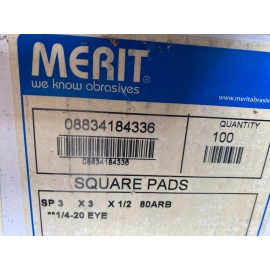 MERIT®
we know abrasives
www.meritabrasiv
08834184336
QUANTITY
100
08834184336
SQUARE PADS
SP 3 X 3 X 1/2 80ARB
**1/4-20 EYE